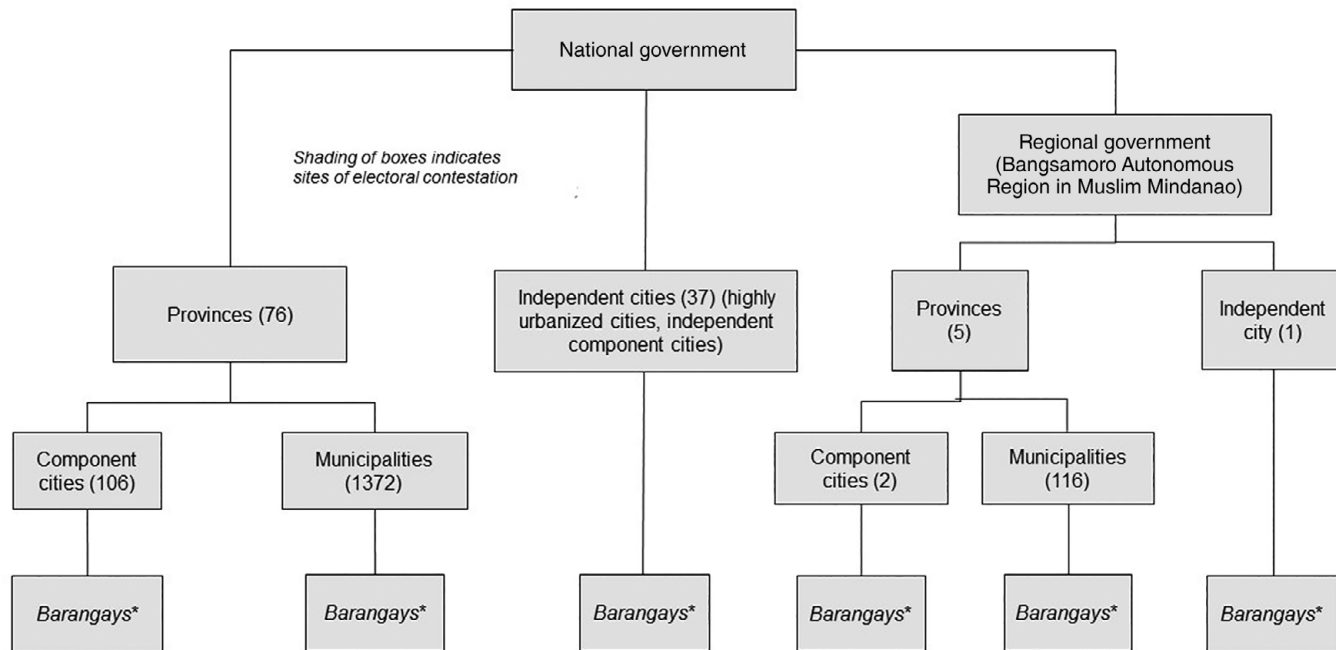 National government
Shading of boxes indicates
sites of electoral contestation
Regional government
(Bangsamoro Autonomous
Region in Muslim Mindanao)
Provinces (76)
Independent cities (37) (highly
urbanized cities, independent
component cities)
Provinces
(5)
Independent
city (1)
Component
cities (106)
Municipalities
(1372)
Component
cities (2)
Municipalities
(116)
Barangays*
Barangays*
Barangays*
Barangays*
Barangays*
Barangays*